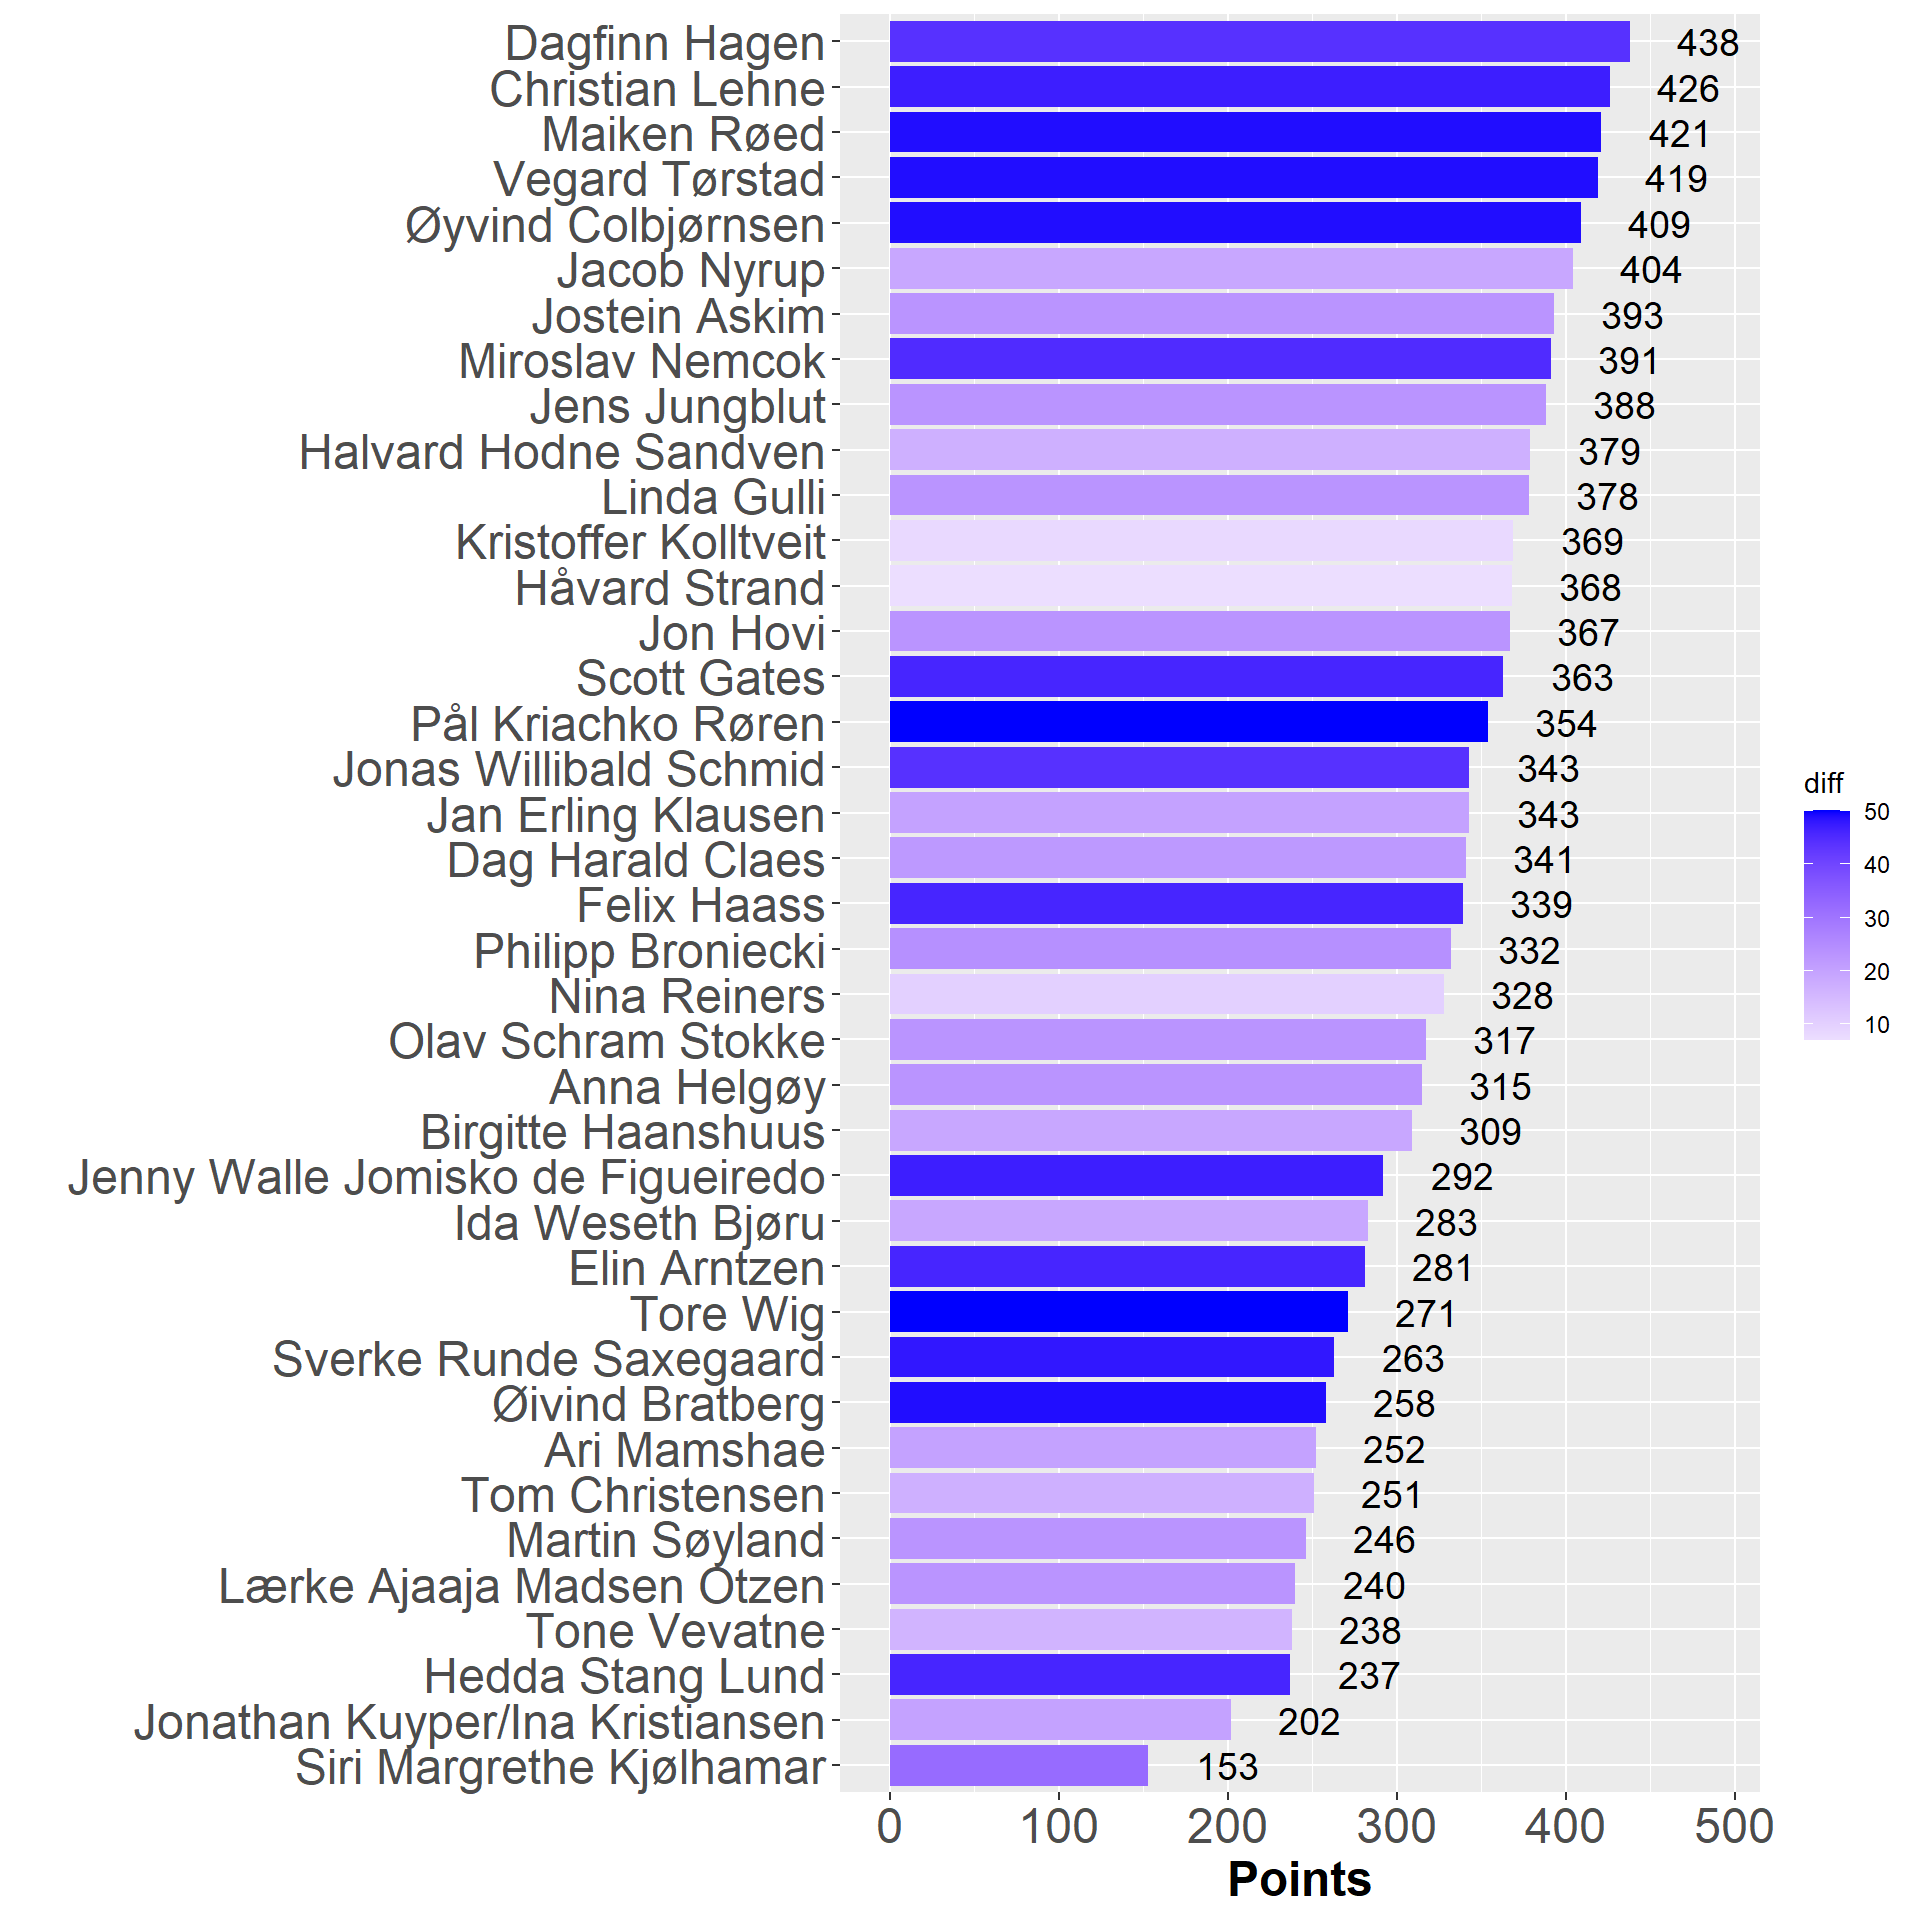 Dagfinn Hagen 438
Christian Lehne 426
Maiken Røed 421
Vegard Tørstad 419
Øyvind Colbjørnsen 409
Jacob Nyrup 404
Jostein Askim 393
Miroslav Nemcok 391
Jens Jungblut 388
Halvard Hodne Sandven 379
Linda Gulli 378
Kristoffer Kolltveit 369
Håvard Strand 368
Jon Hovi 367
Scott Gates 363
Pål Kriachko Røren 354
Jonas Willibald Schmid 343
Jan Erling Klausen 343
Dag Harald Claes 341
Felix Haass 339
Philipp Broniecki 332
Nina Reiners 328
Olav Schram Stokke 317
Anna Helgøy 315
Birgitte Haanshuus 309
Jenny Walle Jomisko de Figueiredo 292
Ida Weseth Bjøru 283
Elin Arntzen 281
Tore Wig 271
Sverke Runde Saxegaard 263
Øivind Bratberg 258
Ari Mamshae 252
Tom Christensen 251
Martin Søyland 246
Lærke Ajaaja Madsen Otzen 240
Tone Vevatne 238
Hedda Stang Lund 237
Jonathan Kuyper/Ina Kristiansen 202
Siri Margrethe Kjølhamar 153
0 100 200 300 400 500
Points
diff
50
40
30
20
10